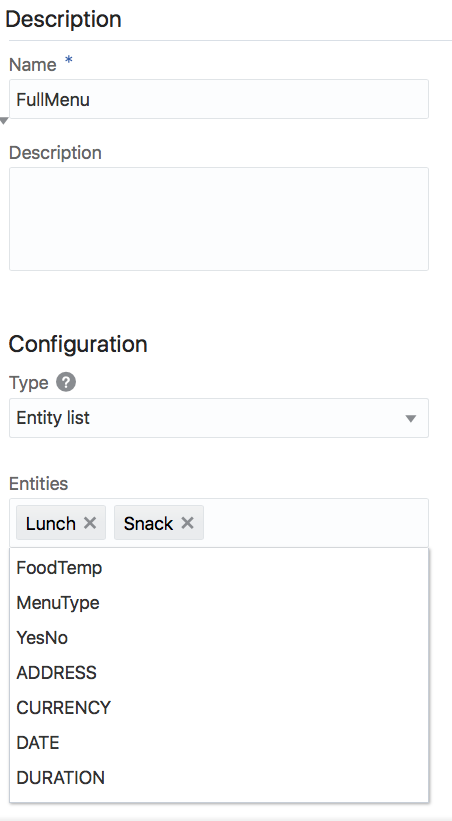 Description
Name *
FullMenu
Description
Configuration
Type ?
Entity list
Entities
Lunch × Snack ×
FoodTemp
MenuType
YesNo
ADDRESS
CURRENCY
DATE
DURATION